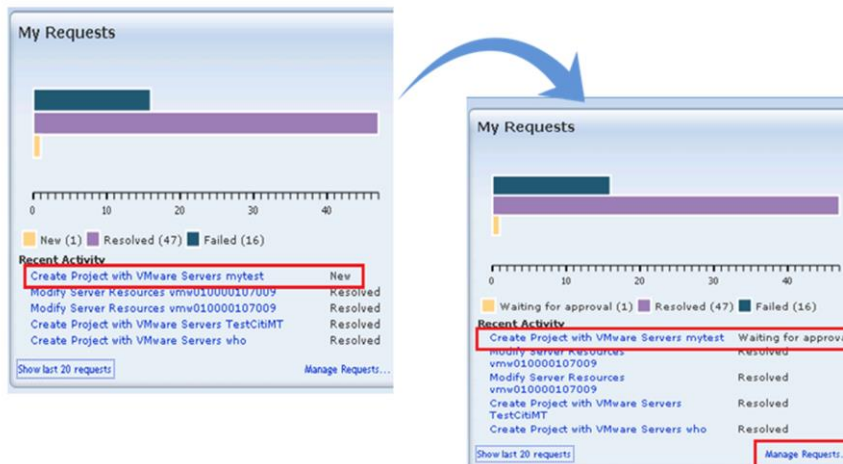 My Requests
0 10 20 30 40
New (1) Resolved (47) Failed (16)
Recent Activity
Create Project with VMware Servers mytest New
Modify Server Resources vmw010000107009 Resolved
Modify Server Resources vmw010000107009 Resolved
Create Project with VMware Servers TestCitiMT Resolved
Create Project with VMware Servers who Resolved
Show last 20 requests Manage Requests...
My Requests
0 10 20 30 40
Waiting for approval (1) Resolved (47) Failed (16)
Recent Activity
Create Project with VMware Servers mytest Waiting for approva
Modify Server Resources Resolved
vmw010000107009
Modify Server Resources Resolved
vmw010000107009
Create Project with VMware Servers Resolved
TestCitiMT
Create Project with VMware Servers who Resolved
Show last 20 requests Manage Requests..